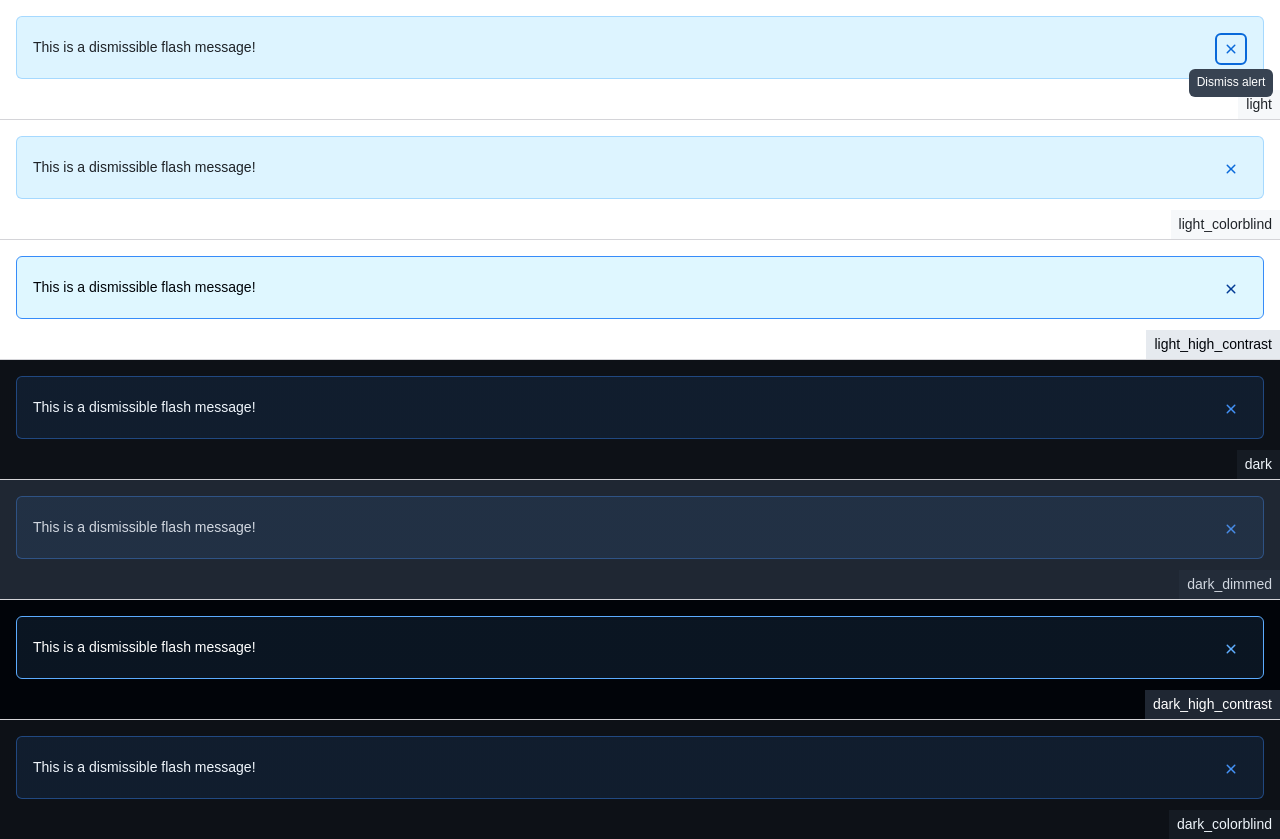 This is a dismissible flash message!
Dismiss alert
light
This is a dismissible flash message!
light_colorblind
This is a dismissible flash message!
light_high_contrast
This is a dismissible flash message!
dark
This is a dismissible flash message!
dark_dimmed
This is a dismissible flash message!
dark_high_contrast
This is a dismissible flash message!
dark_colorblind